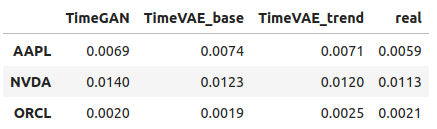 TimeGAN TimeVAE_base TimeVAE_trend real
AAPL 0.0069 0.0074 0.0071 0.0059
NVDA 0.0140 0.0123 0.0120 0.0113
ORCL 0.0020 0.0019 0.0025 0.0021